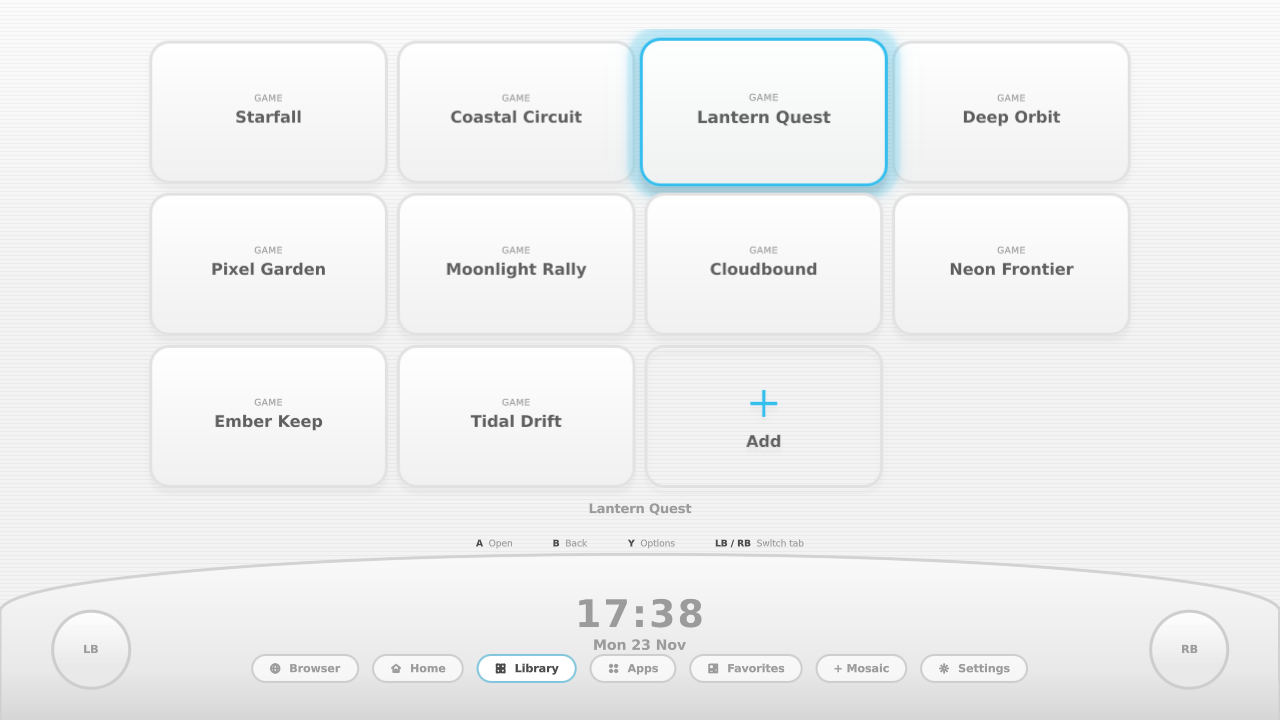 GAME
Starfall
GAME
Coastal Circuit
GAME
Lantern Quest
GAME
Deep Orbit
GAME
Pixel Garden
GAME
Moonlight Rally
GAME
Cloudbound
GAME
Neon Frontier
GAME
Ember Keep
GAME
Tidal Drift
Add
Lantern Quest
A Open B Back Y Options LB / RB Switch tab
17:38
Mon 23 Nov
LB
RB
Browser Home Library Apps Favorites + Mosaic Settings